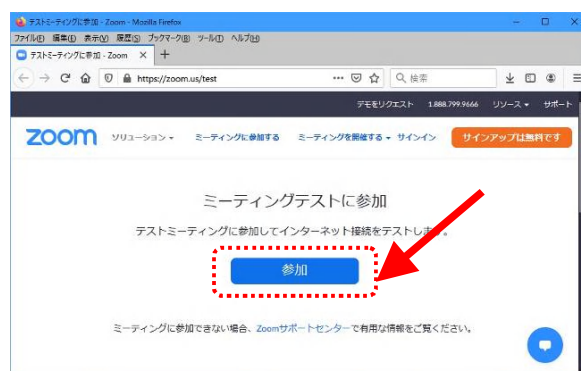 テストミーティングに参加 - Zoom - Mozilla Firefox
ファイル(F) 編集(E) 表示(V) 履歴(S) ブックマーク(B) ツール(T) ヘルプ(H)
テストミーティングに参加 - Zoom
https://zoom.us/test
検索
デモをリクエスト 1.888.799.9666 リソース サポート
zoom ソリューション ミーティングに参加する ミーティングを開催する サインイン サインアップは無料です
ミーティングテストに参加
テストミーティングに参加してインターネット接続をテストします。
参加
ミーティングに参加できない場合、Zoomサポートセンターで有用な情報をご覧ください。